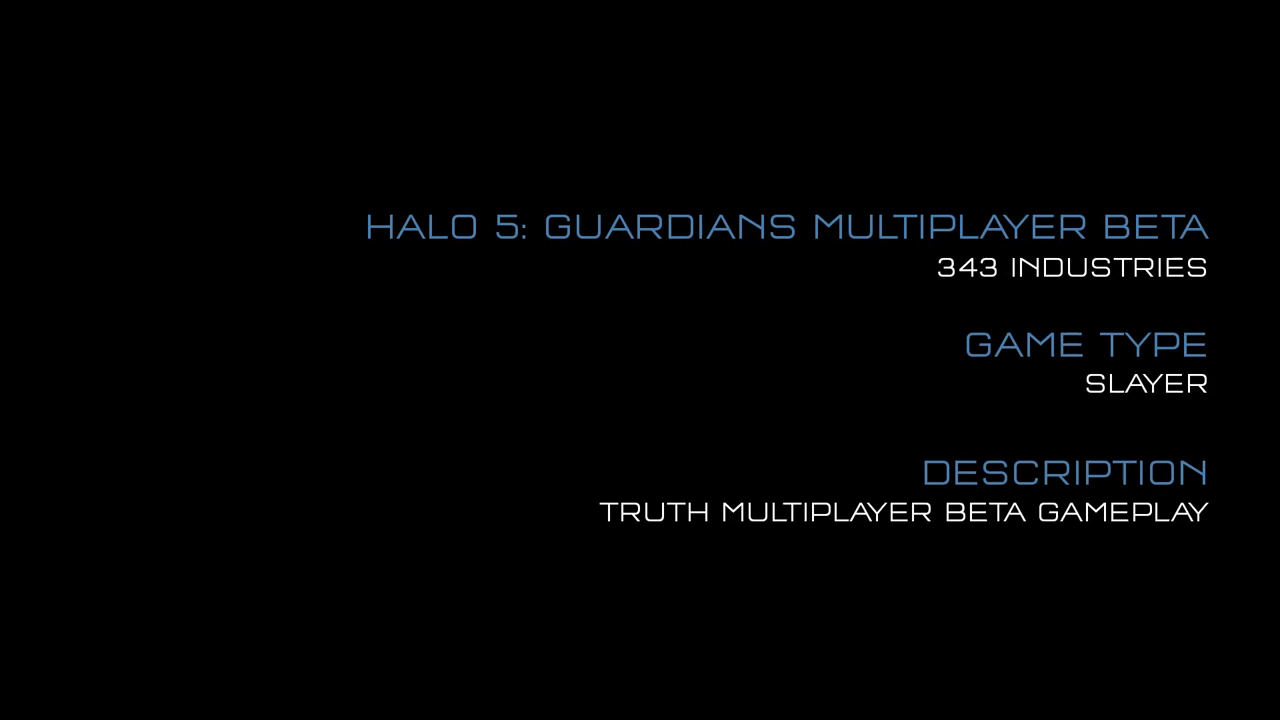 HALO 5: GUARDIANS MULTIPLAYER BETA
343 INDUSTRIES
GAME TYPE
SLAYER
DESCRIPTION
TRUTH MULTIPLAYER BETA GAMEPLAY